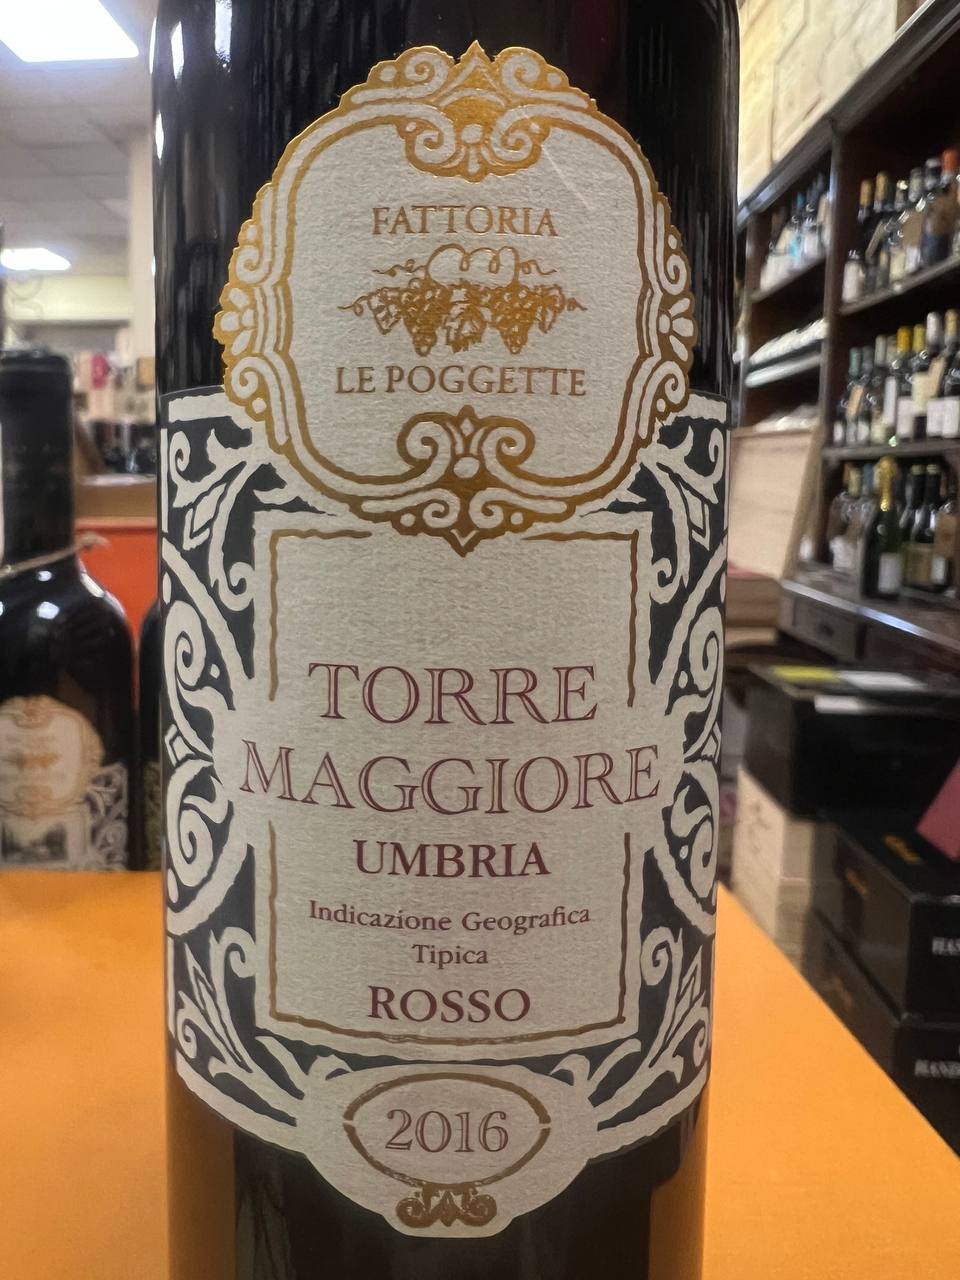 FATTORIA
LE POGGETTE
TORRE
MAGGIORE
UMBRIA
Indicazione Geografica
Tipica
ROSSO
2016